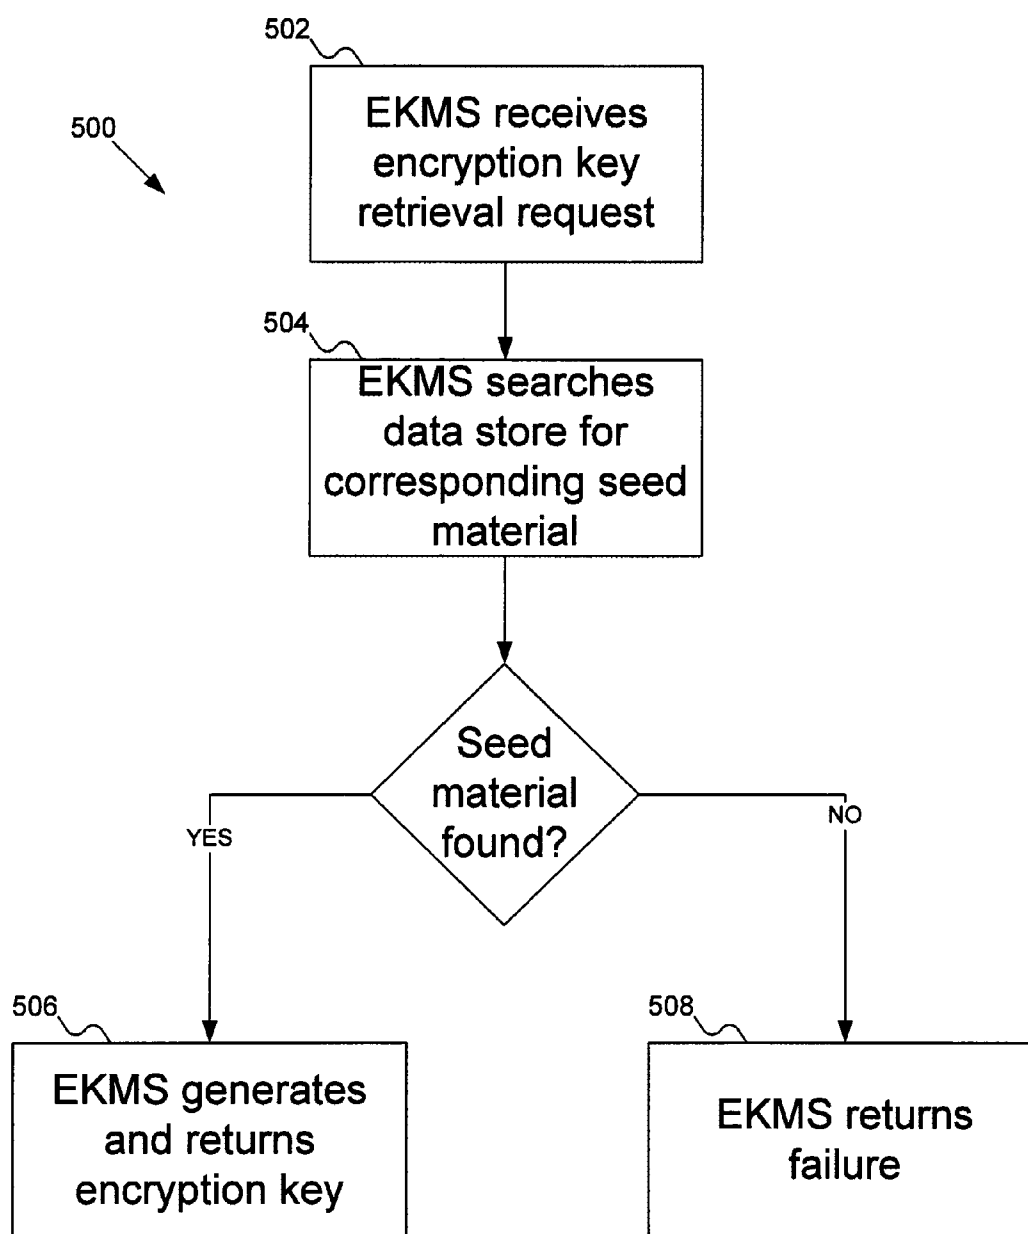 502
EKMS receives
encryption key
retrieval request
500
504
EKMS searches
data store for
corresponding seed
material
Seed
material
found?
YES
NO
506
EKMS generates
and returns
encryption key
508
EKMS returns
failure